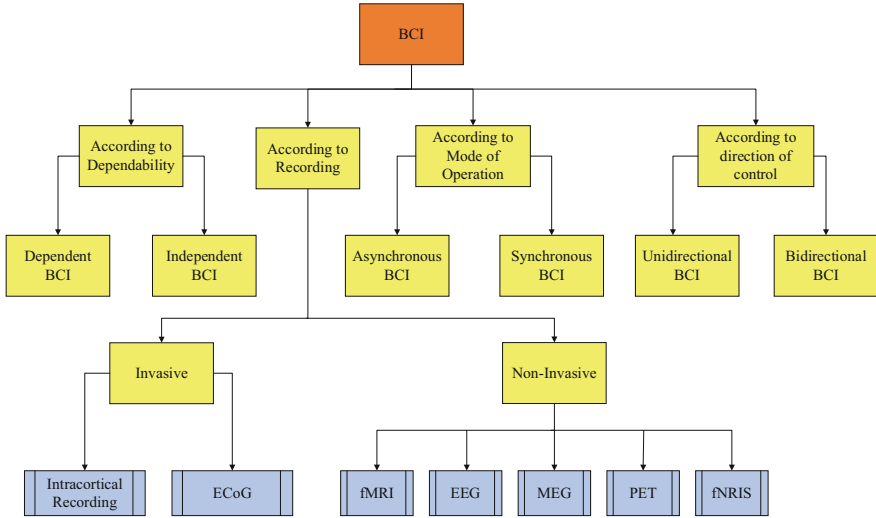 BCI
According to
Dependability
According to
Recording
According to
Mode of
Operation
According to
direction of
control
Dependent
BCI
Independent
BCI
Asynchronous
BCI
Synchronous
BCI
Unidirectional
BCI
Bidirectional
BCI
Invasive
Non-Invasive
Intracortical
Recording
ECoG
fMRI
EEG
MEG
PET
fNRIS